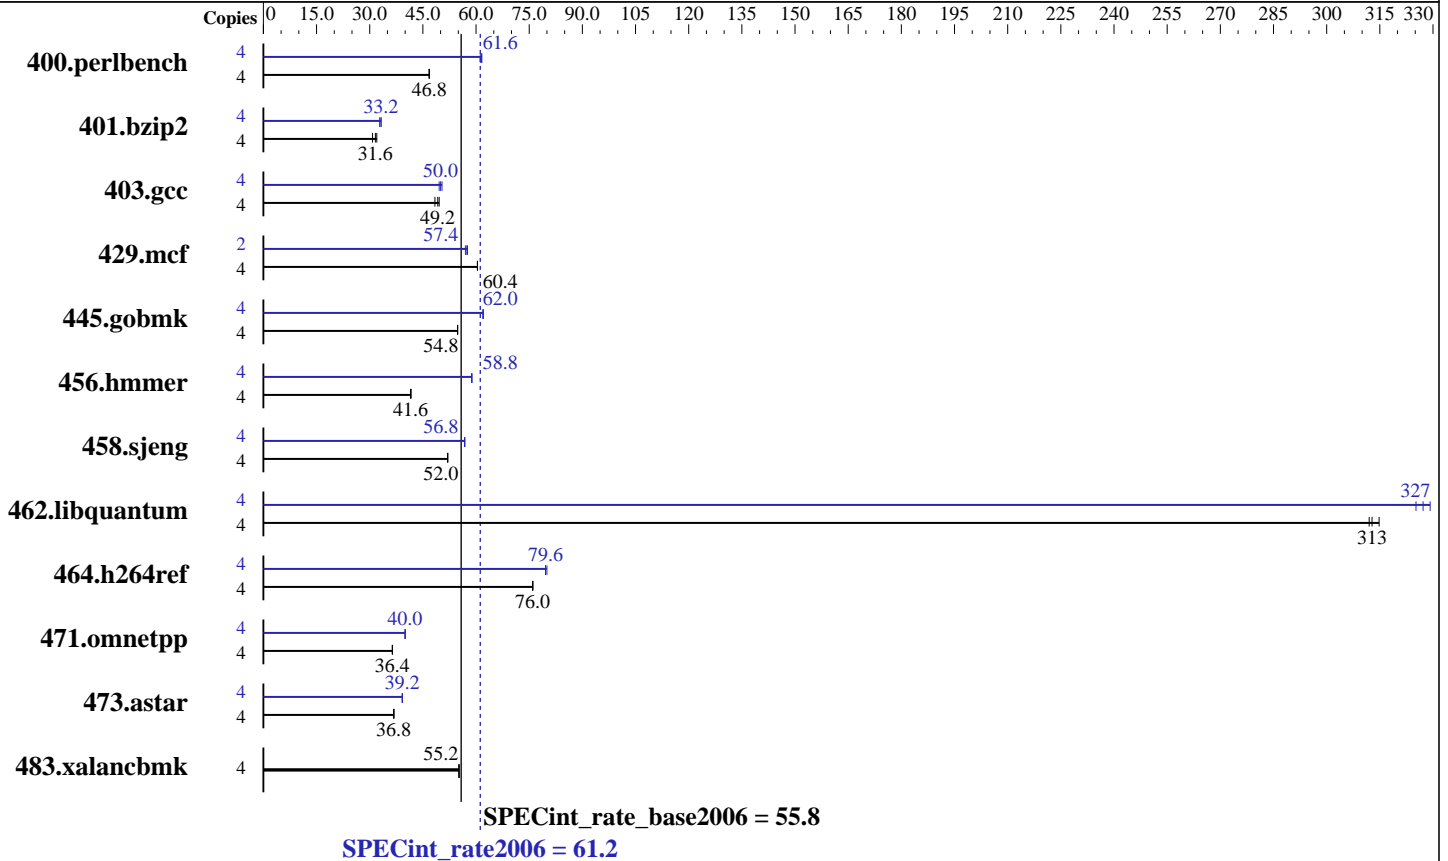 Copies 0 15.0 30.0 45.0 60.0 75.0 90.0 105 120 135 150 165 180 195 210 225 240 255 270 285 300 315 330
400.perlbench 4 61.6
4 46.8
401.bzip2 4 33.2
4 31.6
403.gcc 4 50.0
4 49.2
429.mcf 2 57.4
4 60.4
445.gobmk 4 62.0
4 54.8
456.hmmer 4 58.8
4 41.6
458.sjeng 4 56.8
4 52.0
462.libquantum 4 327
4 313
464.h264ref 4 79.6
4 76.0
471.omnetpp 4 40.0
4 36.4
473.astar 4 39.2
4 36.8
483.xalancbmk 4 55.2
SPECint_rate_base2006 = 55.8
SPECint_rate2006 = 61.2